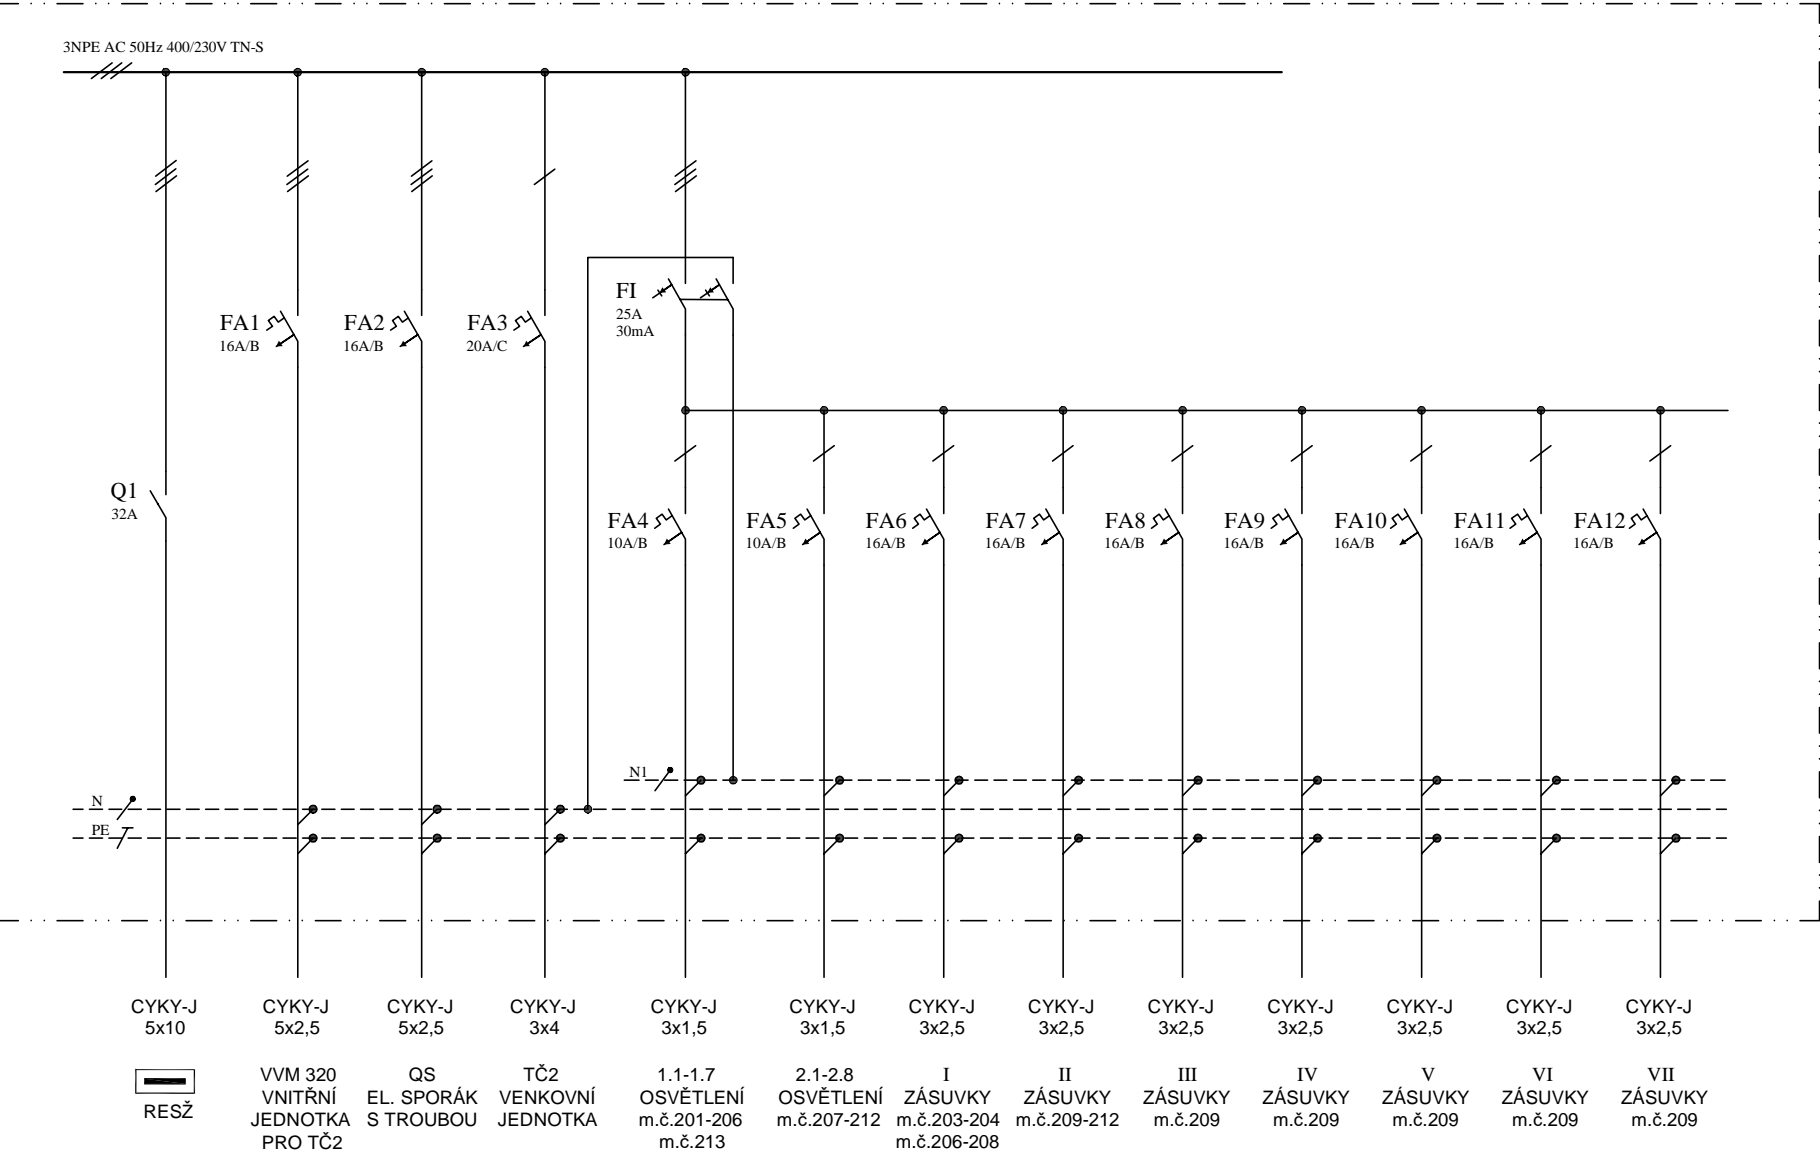 3NPE AC 50Hz 400/230V TN-S
FI
25A
30mA
FA1
16A/B
FA2
16A/B
FA3
20A/C
Q1
32A
FA4
10A/B
FA5
10A/B
FA6
16A/B
FA7
16A/B
FA8
16A/B
FA9
16A/B
FA10
16A/B
FA11
16A/B
FA12
16A/B
N1
N
PE
CYKY-J
5x10
CYKY-J
5x2,5
CYKY-J
5x2,5
CYKY-J
3x4
CYKY-J
3x1,5
CYKY-J
3x1,5
CYKY-J
3x2,5
CYKY-J
3x2,5
CYKY-J
3x2,5
CYKY-J
3x2,5
CYKY-J
3x2,5
CYKY-J
3x2,5
CYKY-J
3x2,5
RESŽ
VVM 320
VNITŘNÍ
JEDNOTKA
PRO TČ2
QS
EL. SPORÁK
S TROUBOU
TČ2
VENKOVNÍ
JEDNOTKA
1.1-1.7
OSVĚTLENÍ
m.č.201-206
m.č.213
2.1-2.8
OSVĚTLENÍ
m.č.207-212
I
ZÁSUVKY
m.č.203-204
m.č.206-208
II
ZÁSUVKY
m.č.209-212
III
ZÁSUVKY
m.č.209
IV
ZÁSUVKY
m.č.209
V
ZÁSUVKY
m.č.209
VI
ZÁSUVKY
m.č.209
VII
ZÁSUVKY
m.č.209